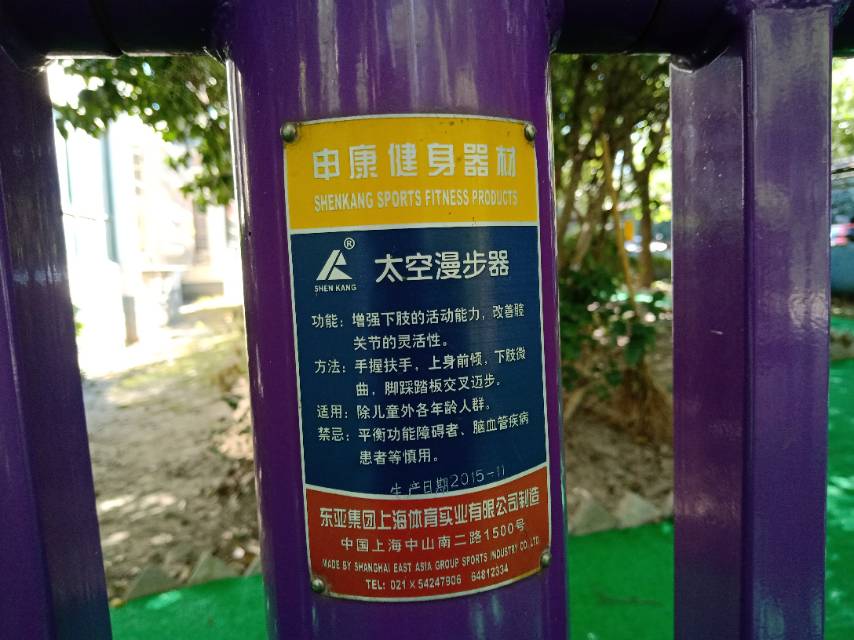 申康健身器材
SHENKANG SPORTS FITNESS PRODUCTS
®
SHEN KANG
太空漫步器
功能：增强下肢的活动能力，改善髋
关节的灵活性。
方法：手握扶手，上身前倾，下肢微
曲，脚踩踏板交叉迈步。
适用：除儿童外各年龄人群。
禁忌：平衡功能障碍者、脑血管疾病
患者等慎用。
生产日期2015-11
东亚集团上海体育实业有限公司制造
中国上海中山南二路1500号
MADE BY SHANGHAI EAST ASIA GROUP SPORTS INDUSTRY CO.,LTD.
TEL: 021 X 54247906 64812334